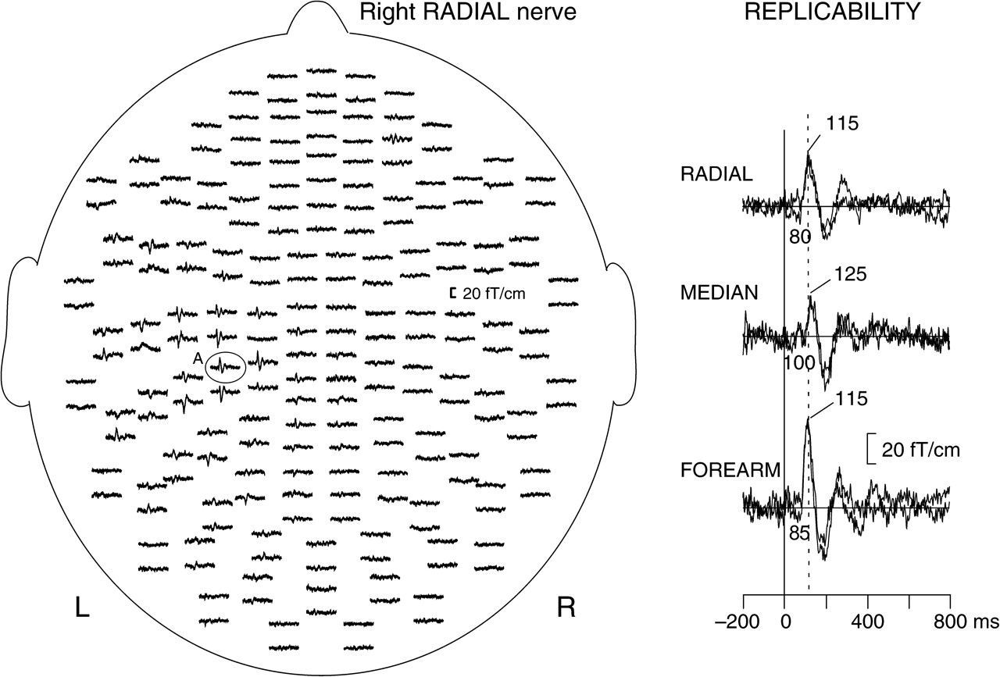 Right RADIAL nerve
20 fT/cm
A
L
R
REPLICABILITY
115
RADIAL
80
125
MEDIAN
100
115
20 fT/cm
FOREARM
85
–200 0 400 800 ms